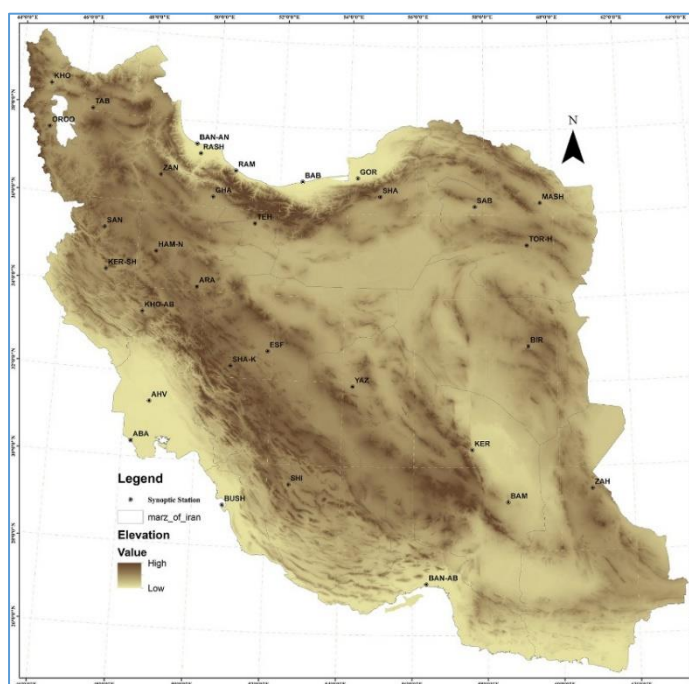 N
KHO
TAB
OROO
BAN-AN
RASH
ZAN
RAM
BAB
GOR
GHA
SHA
SAB
MASH
TEH
SAN
HAM-N
TOR-H
KER-SH
ARA
KHO-AB
ESF
BIR
SHA-K
YAZ
AHV
ABA
KER
SHI
ZAH
BUSH
BAM
BAN-AB
Legend
Synoptic Station
marz_of_iran
Elevation
Value
High
Low